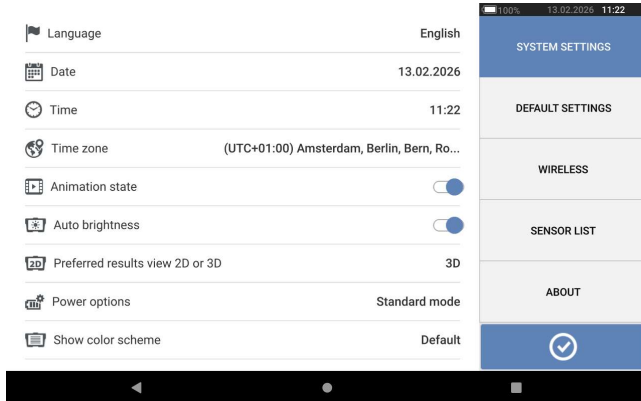 100% 13.02.2026 11:22
Language English
Date 13.02.2026
Time 11:22
Time zone (UTC+01:00) Amsterdam, Berlin, Bern, Ro...
Animation state
Auto brightness
2D Preferred results view 2D or 3D 3D
Power options Standard mode
Show color scheme Default
SYSTEM SETTINGS
DEFAULT SETTINGS
WIRELESS
SENSOR LIST
ABOUT